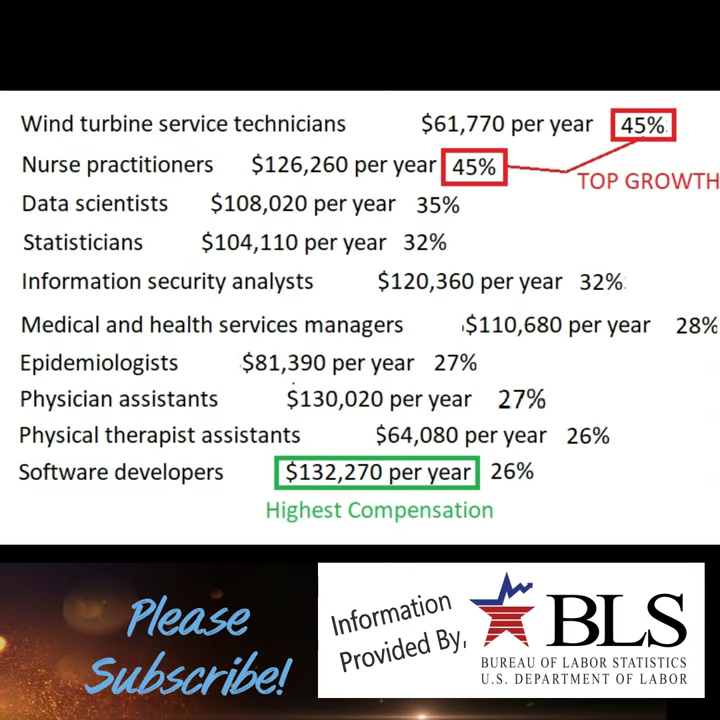 Wind turbine service technicians $61,770 per year 45%
Nurse practitioners $126,260 per year 45%
TOP GROWTH
Data scientists $108,020 per year 35%
Statisticians $104,110 per year 32%
Information security analysts $120,360 per year 32%
Medical and health services managers $110,680 per year 28%
Epidemiologists $81,390 per year 27%
Physician assistants $130,020 per year 27%
Physical therapist assistants $64,080 per year 26%
Software developers $132,270 per year 26%
Highest Compensation
Please
Subscribe!
Information
Provided By,
BLS
BUREAU OF LABOR STATISTICS
U.S. DEPARTMENT OF LABOR